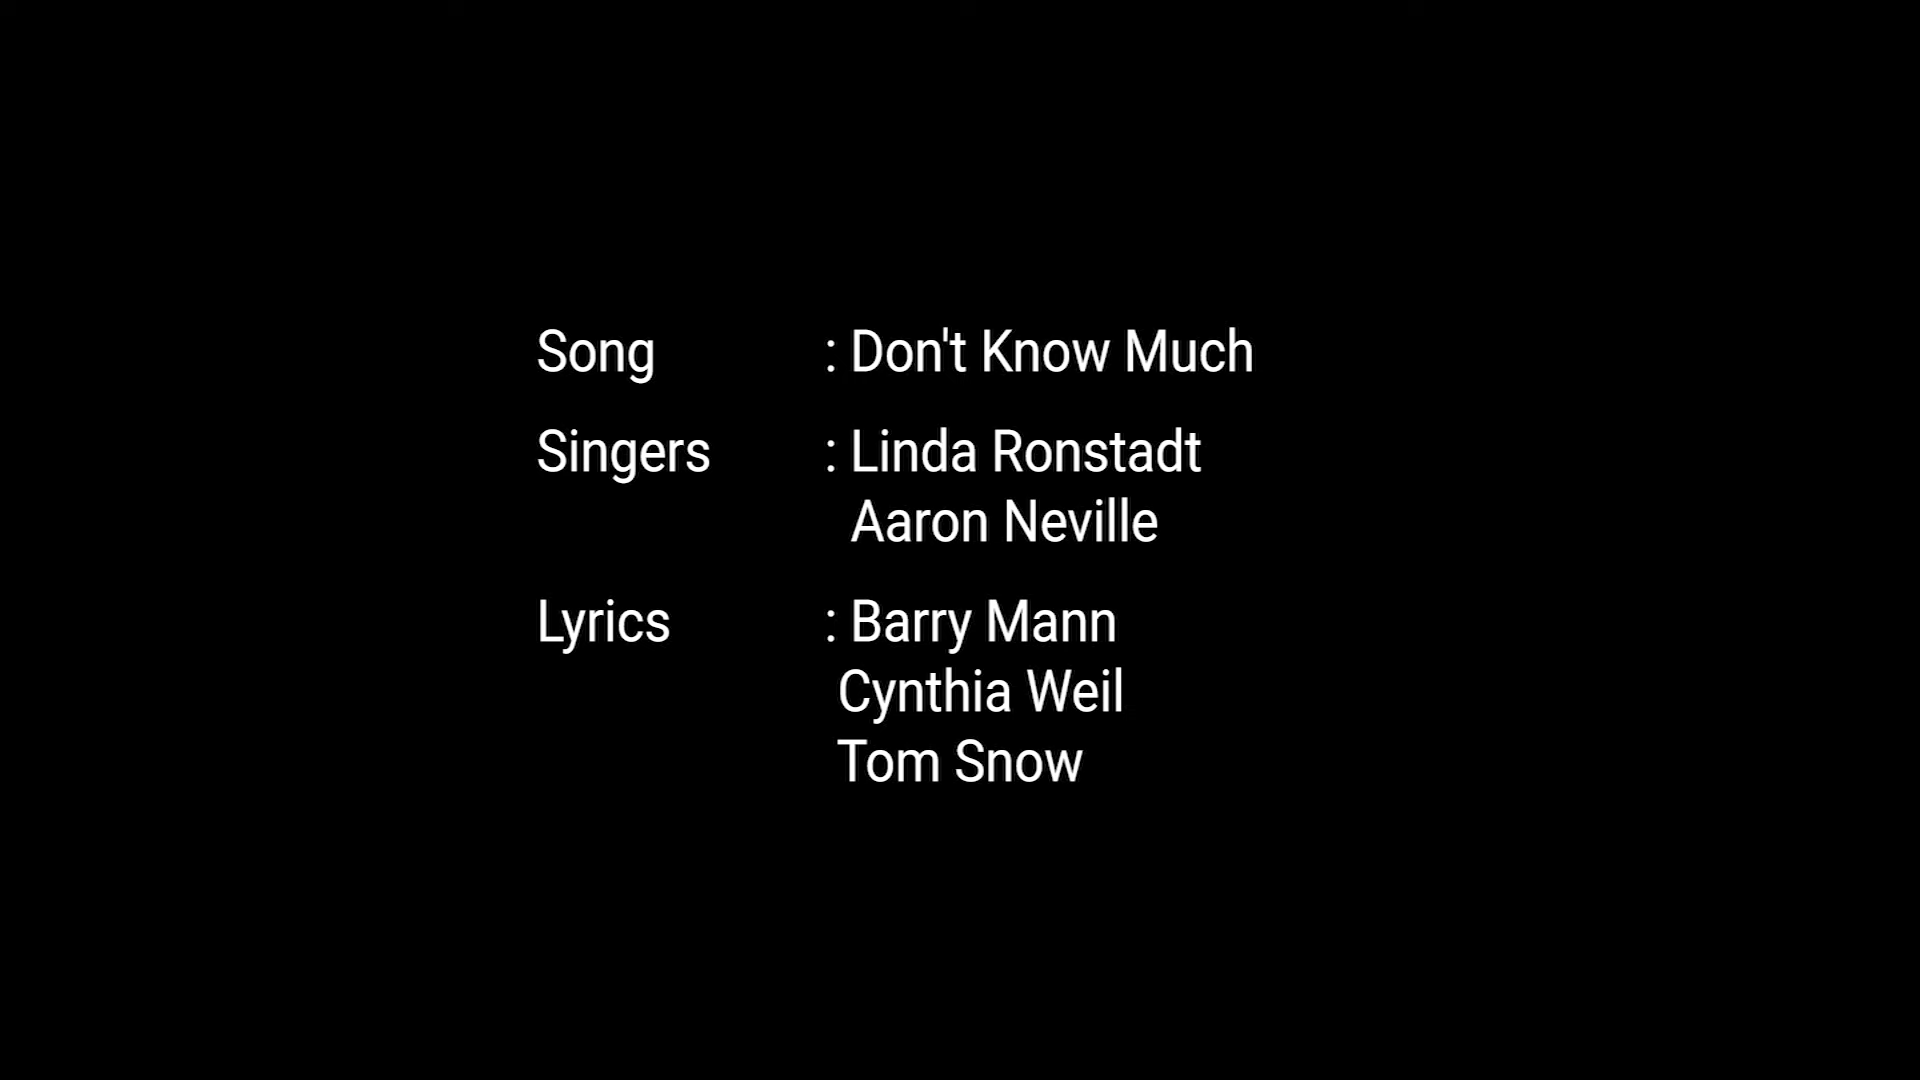 Song : Don't Know Much
Singers : Linda Ronstadt
Aaron Neville
Lyrics : Barry Mann
Cynthia Weil
Tom Snow